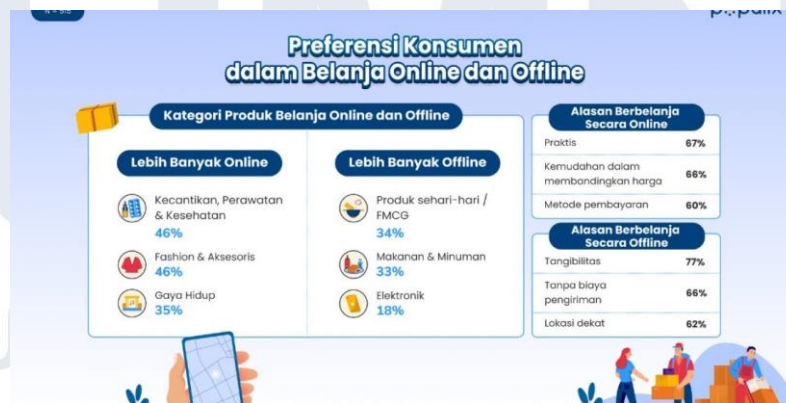 Preferensi Konsumen
dalam Belanja Online dan Offline
Kategori Produk Belanja Online dan Offline
Lebih Banyak Online
Kecantikan, Perawatan
& Kesehatan
46%
Fashion & Aksesoris
46%
Gaya Hidup
35%
Lebih Banyak Offline
Produk sehari-hari /
FMCG
34%
Makanan & Minuman
33%
Elektronik
18%
Alasan Berbelanja
Secara Online
Praktis 67%
Kemudahan dalam
membandingkan harga 66%
Metode pembayaran 60%
Alasan Berbelanja
Secara Offline
Tangibilitas 77%
Tanpa biaya
pengiriman 66%
Lokasi dekat 62%